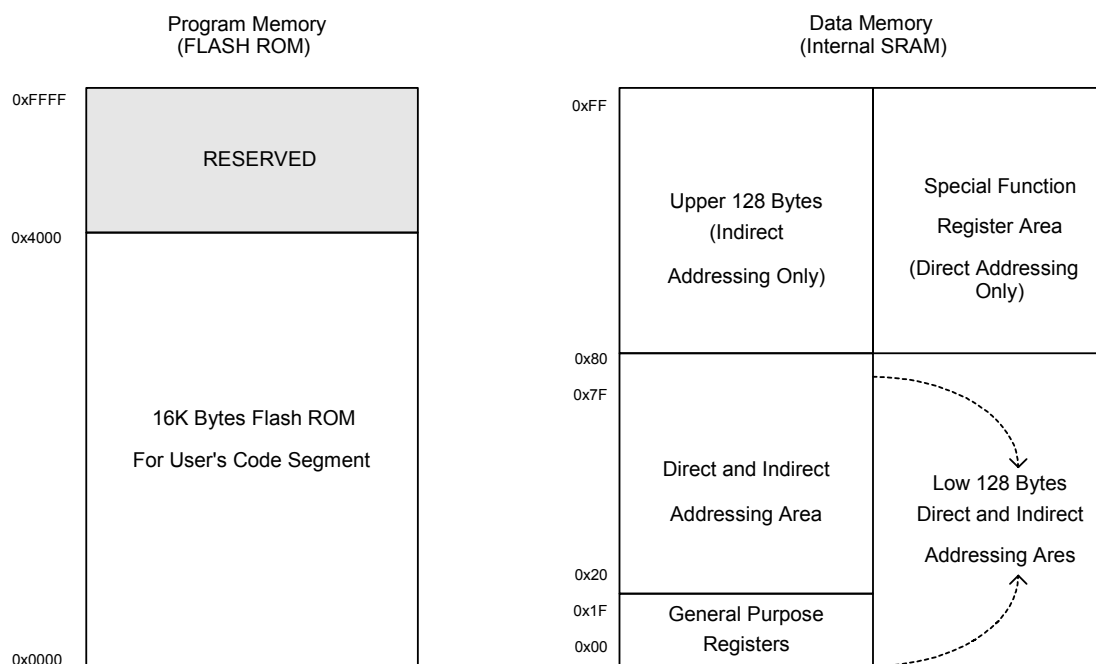 Program Memory
(FLASH ROM)
0xFFFF
RESERVED
0x4000
16K Bytes Flash ROM
For User's Code Segment
0x0000
Data Memory
(Internal SRAM)
0xFF
Upper 128 Bytes
(Indirect
Addressing Only)
Special Function
Register Area
(Direct Addressing
Only)
0x80
0x7F
Direct and Indirect
Addressing Area
Low 128 Bytes
Direct and Indirect
Addressing Ares
0x20
0x1F
General Purpose
Registers
0x00